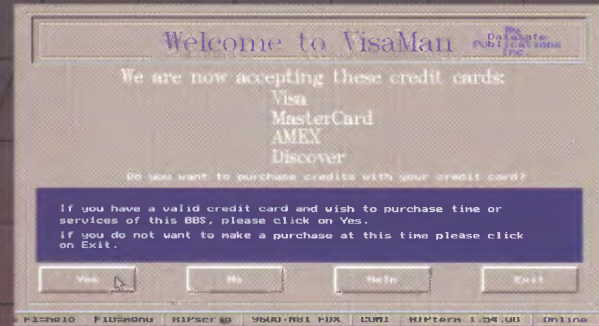 Welcome to VisaMan
By
DataSafe
Publications
Inc.
We are now accepting these credit cards:
Visa
MasterCard
AMEX
Discover
Do you want to purchase credits with your credit card?
If you have a valid credit card and wish to purchase time or
services of this BBS, please click on Yes.
If you do not want to make a purchase at this time please click
on Exit.
Yes No Help Exit
F1=help F10=menu RIPscrip 9600-N81 FDX COM1 RIPterm 1.54.00 Online